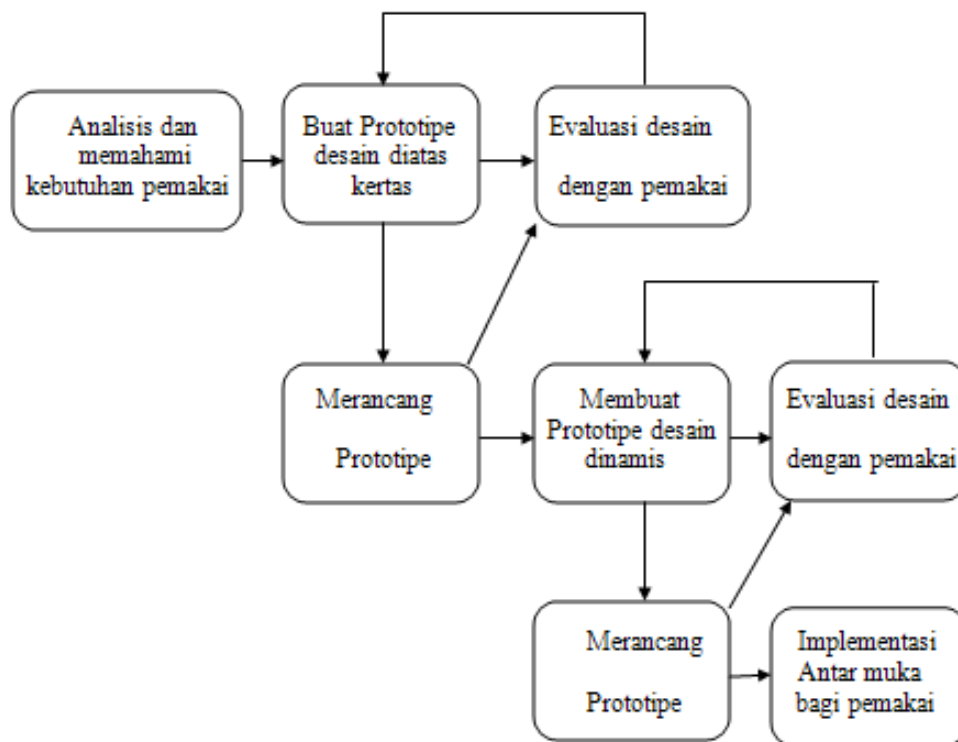 Analisis dan
memahami
kebutuhan pemakai
Buat Prototipe
desain diatas
kertas
Evaluasi desain
dengan pemakai
Merancang
Prototipe
Membuat
Prototipe desain
dinamis
Evaluasi desain
dengan pemakai
Merancang
Prototipe
Implementasi
Antar muka
bagi pemakai